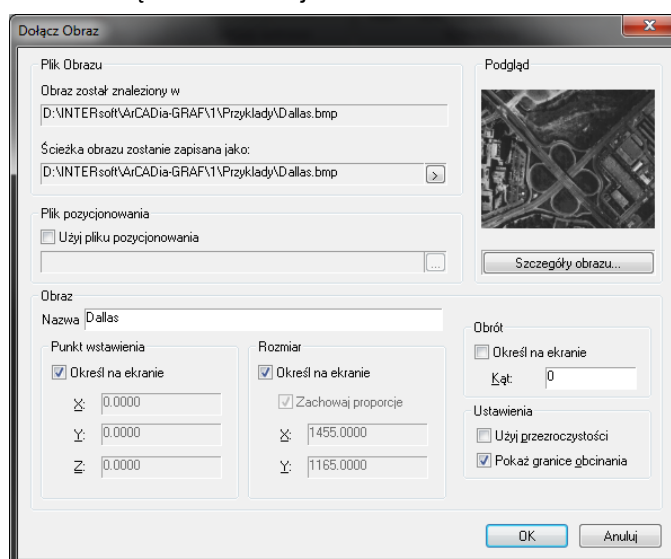 Dołącz Obraz
Plik Obrazu
Obraz został znaleziony w
D:\INTERsoft\ArCADia-GRAF\1\Przykłady\Dallas.bmp
Ścieżka obrazu zostanie zapisana jako:
D:\INTERsoft\ArCADia-GRAF\1\Przykłady\Dallas.bmp
>
Plik pozycjonowania
Użyj pliku pozycjonowania
...
Podgląd
Szczegóły obrazu...
Obraz
Nazwa Dallas
Punkt wstawienia
Określ na ekranie
X: 0.0000
Y: 0.0000
Z: 0.0000
Rozmiar
Określ na ekranie
Zachowaj proporcje
X: 1455.0000
Y: 1165.0000
Obrót
Określ na ekranie
Kąt: 0
Ustawienia
Użyj przezroczystości
Pokaż granice obcinania
OK
Anuluj